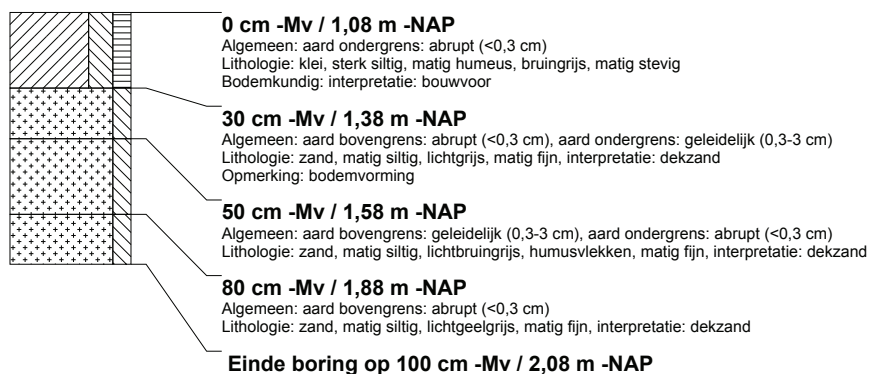 0 cm -Mv / 1,08 m -NAP
Algemeen: aard ondergrens: abrupt (<0,3 cm)
Lithologie: klei, sterk siltig, matig humeus, bruingrijs, matig stevig
Bodemkundig: interpretatie: bouwvoor
30 cm -Mv / 1,38 m -NAP
Algemeen: aard bovengrens: abrupt (<0,3 cm), aard ondergrens: geleidelijk (0,3-3 cm)
Lithologie: zand, matig siltig, lichtgrijs, matig fijn, interpretatie: dekzand
Opmerking: bodemvorming
50 cm -Mv / 1,58 m -NAP
Algemeen: aard bovengrens: geleidelijk (0,3-3 cm), aard ondergrens: abrupt (<0,3 cm)
Lithologie: zand, matig siltig, lichtbruingrijs, humusvlekken, matig fijn, interpretatie: dekzand
80 cm -Mv / 1,88 m -NAP
Algemeen: aard bovengrens: abrupt (<0,3 cm)
Lithologie: zand, matig siltig, lichtgeelgrijs, matig fijn, interpretatie: dekzand
Einde boring op 100 cm -Mv / 2,08 m -NAP